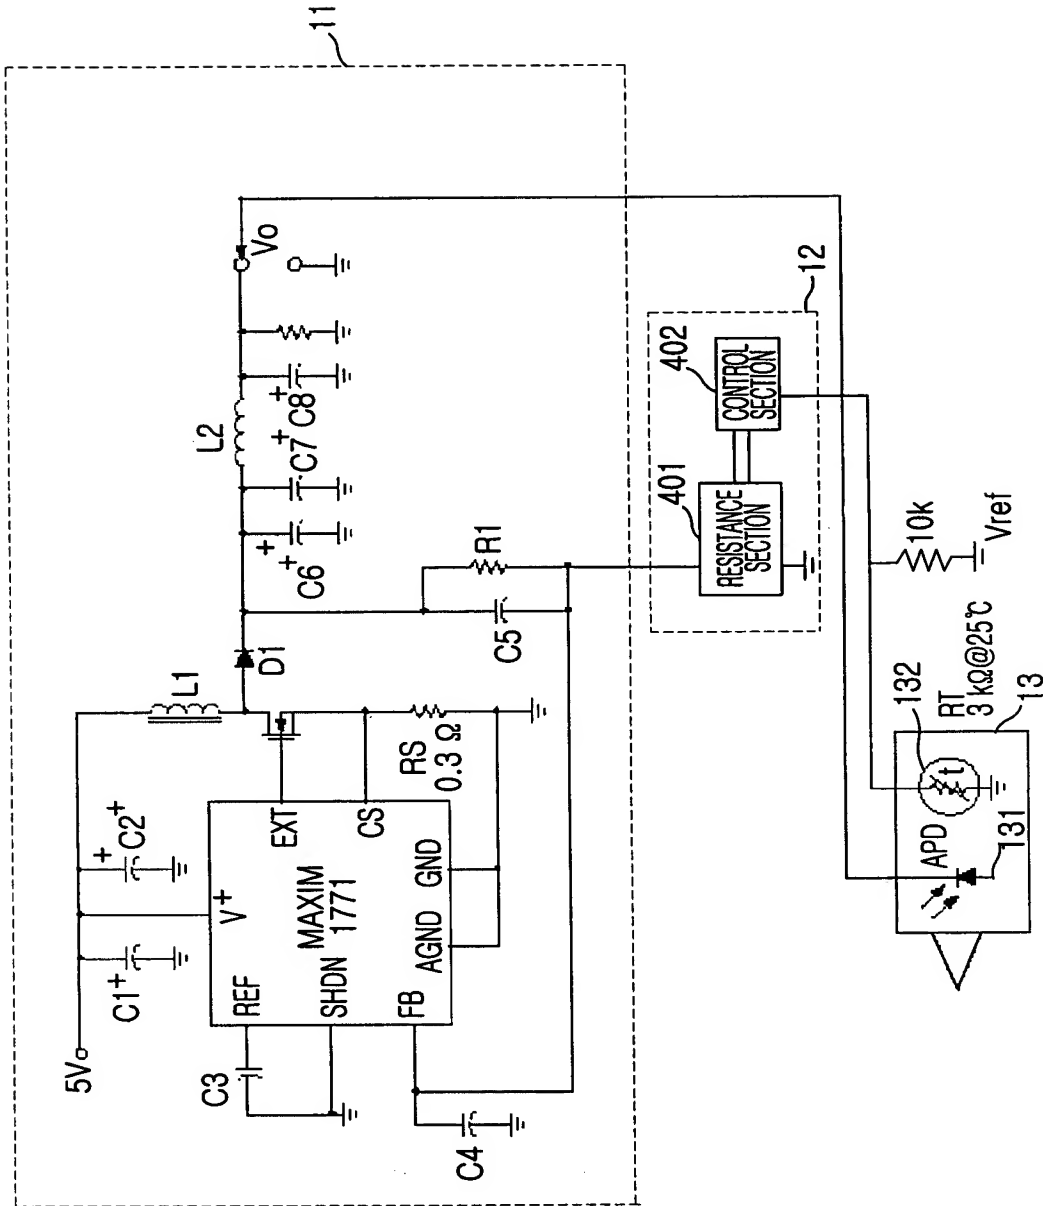 11
5V
C1
+
C2
+
+
L1
V+
REF
EXT
MAXIM
1771
SHDN
CS
FB
AGND
GND
C3
C4
RS
0.3 Ω
D1
L2
+
+
C6
+
C7
+
C8
Vo
C5
R1
12
401
402
RESISTANCE
SECTION
CONTROL
SECTION
10k
Vref
132
RT
3 kΩ@25℃
13
APD
t
131